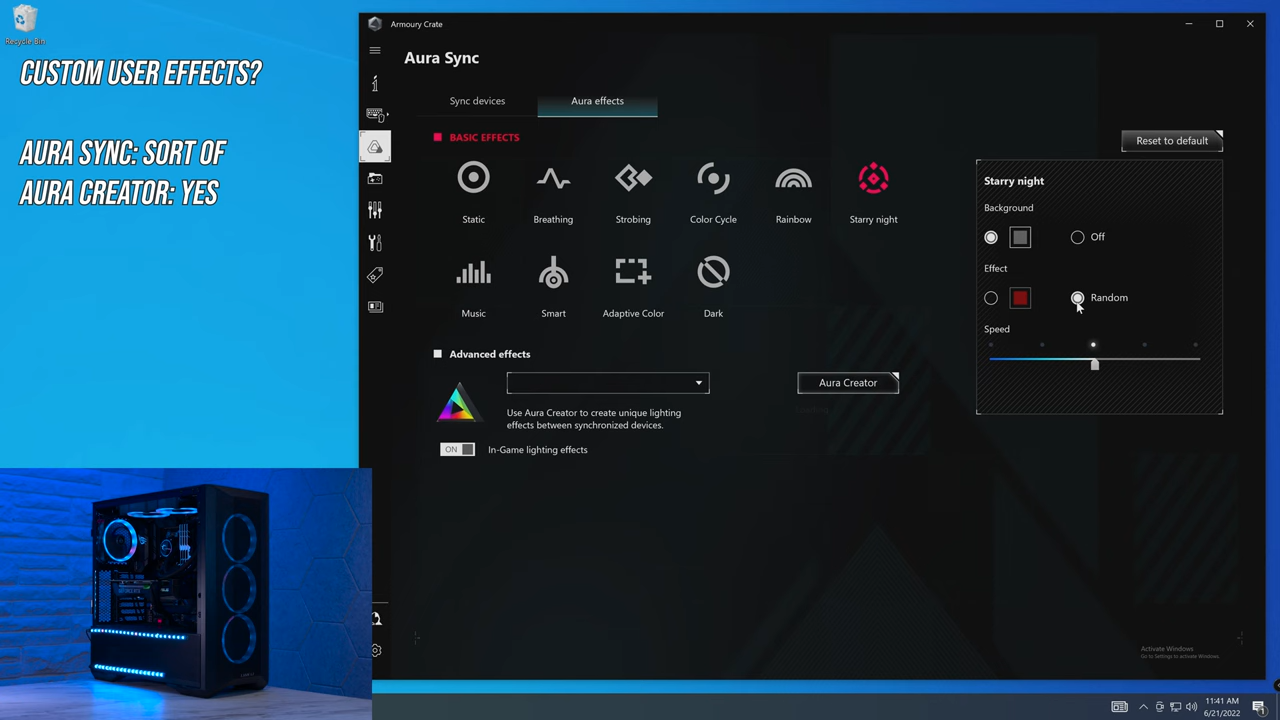 Recycle Bin
CUSTOM USER EFFECTS?
AURA SYNC: SORT OF
AURA CREATOR: YES
Armoury Crate
Aura Sync
Sync devices
Aura effects
BASIC EFFECTS
Static
Breathing
Strobing
Color Cycle
Rainbow
Starry night
Music
Smart
Adaptive Color
Dark
Advanced effects
Aura Creator
Use Aura Creator to create unique lighting
effects between synchronized devices.
ON
In-Game lighting effects
Reset to default
Starry night
Background
Off
Effect
Random
Speed
Activate Windows
Go to Settings to activate Windows.
11:41 AM
6/21/2022
1